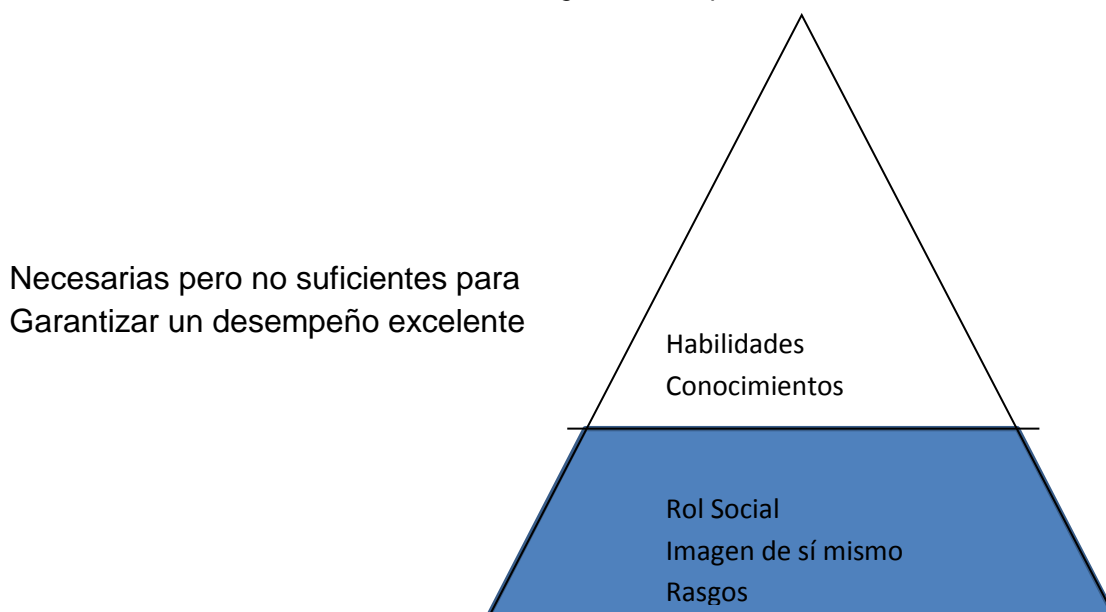 Necesarias pero no suficientes para
Garantizar un desempeño excelente
Habilidades
Conocimientos
Rol Social
Imagen de sí mismo
Rasgos